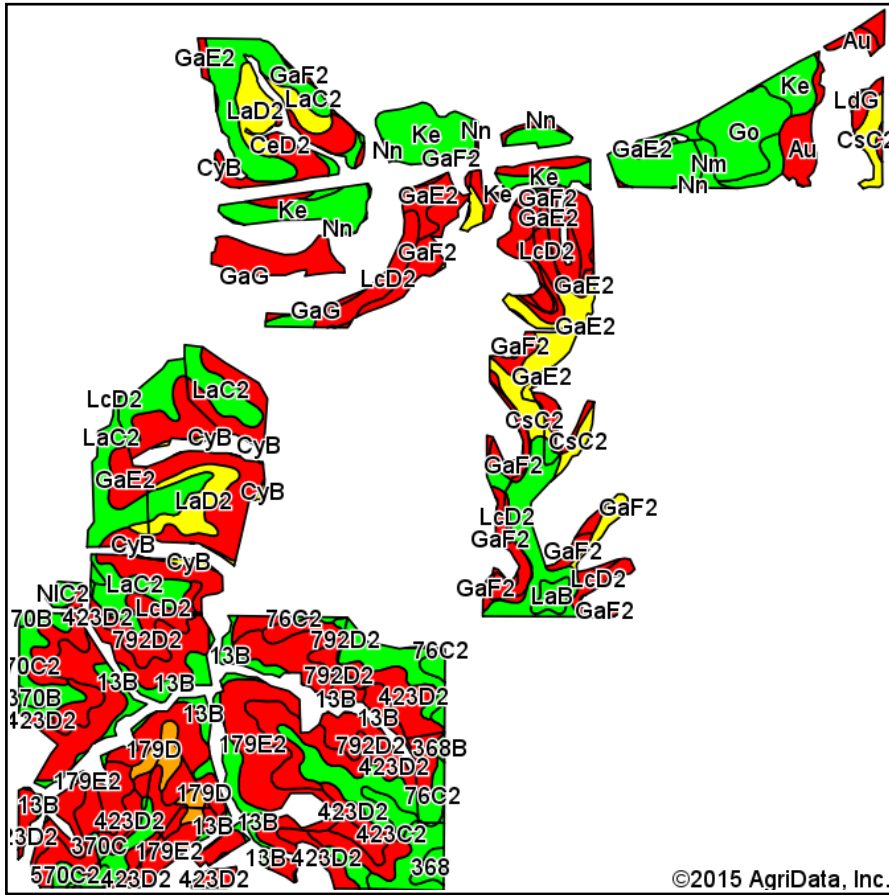 Au
GaE2
GaF2
Ke
LaD2
LaC2
LdG
Ke
Nn
Nn
Go
CeD2
Nn
GaF2
GaE2
CsC2
CyB
Nm
Au
Nn
Ke
GaE2
Ke
GaF2
Ke
GaE2
Nn
LcD2
GaF2
GaG
LcD2
GaE2
GaG
GaE2
GaF2
LaC2
GaE2
LcD2
CsC2
LaC2
CyB
CyB
CsC2
GaE2
GaF2
LaD2
CyB
GaF2
LcD2
CyB
GaF2
CyB
GaF2
LaC2
LcD2
NlC2
GaF2
LaB
LcD2
GaF2
70B
423D2
76C2
792D2
792D2
13B
76C2
70C2
13B
13B
792D2
370B
13B
423D2
423D2
13B
13B
179D
179E2
792D2
368B
423D2
179E2
179D
76C2
13B
423D2
13B
13B
423D2
423C2
23D2
370C
179E2
13B
423D2
368
570C2
423D2
423D2
©2015 AgriData, Inc.